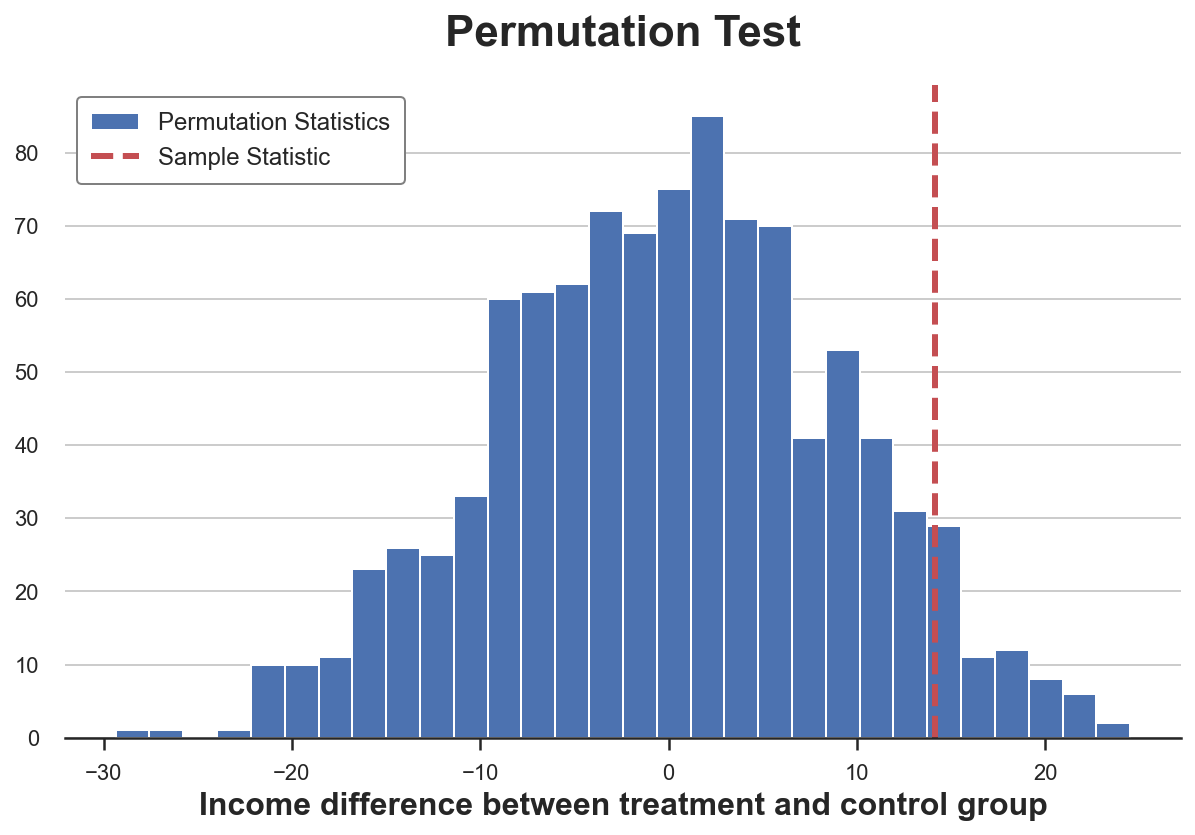 Permutation Test
Permutation Statistics
Sample Statistic
80
70
60
50
40
30
20
10
0
−30 −20 −10 0 10 20
Income difference between treatment and control group